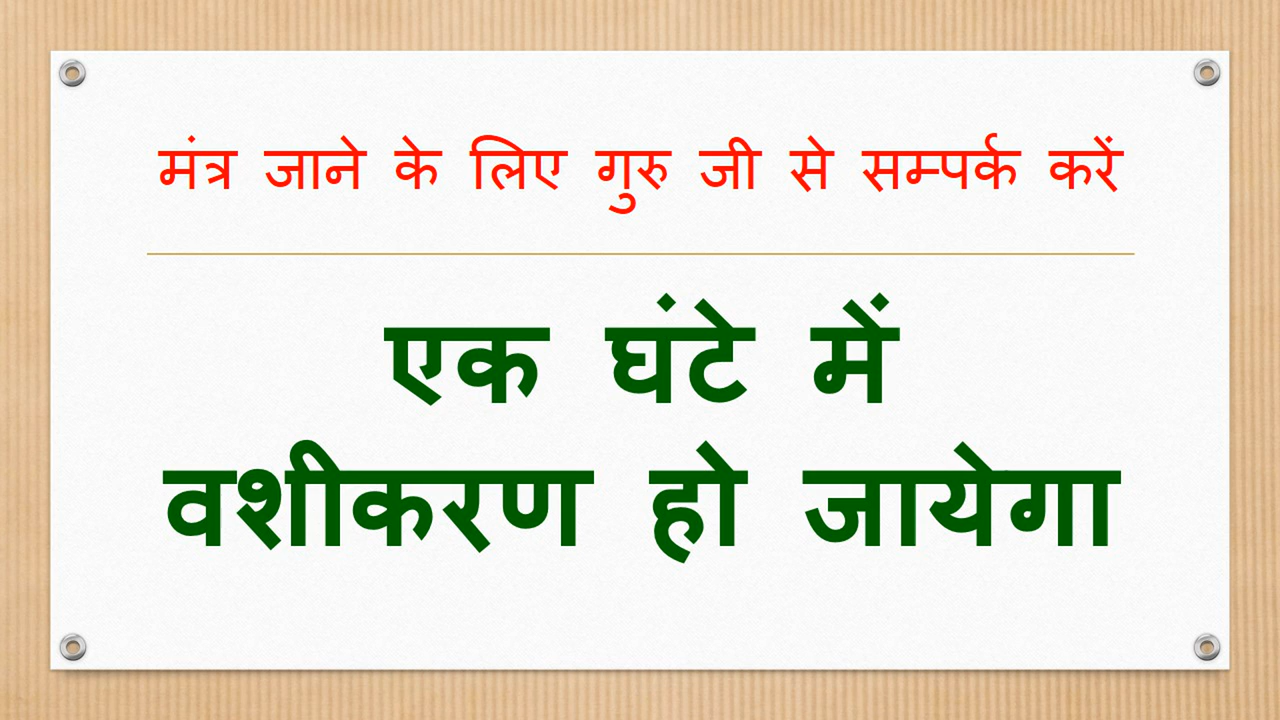 मंत्र जाने के लिए गुरु जी से सम्पर्क करें
एक घंटे में
वशीकरण हो जायेगा